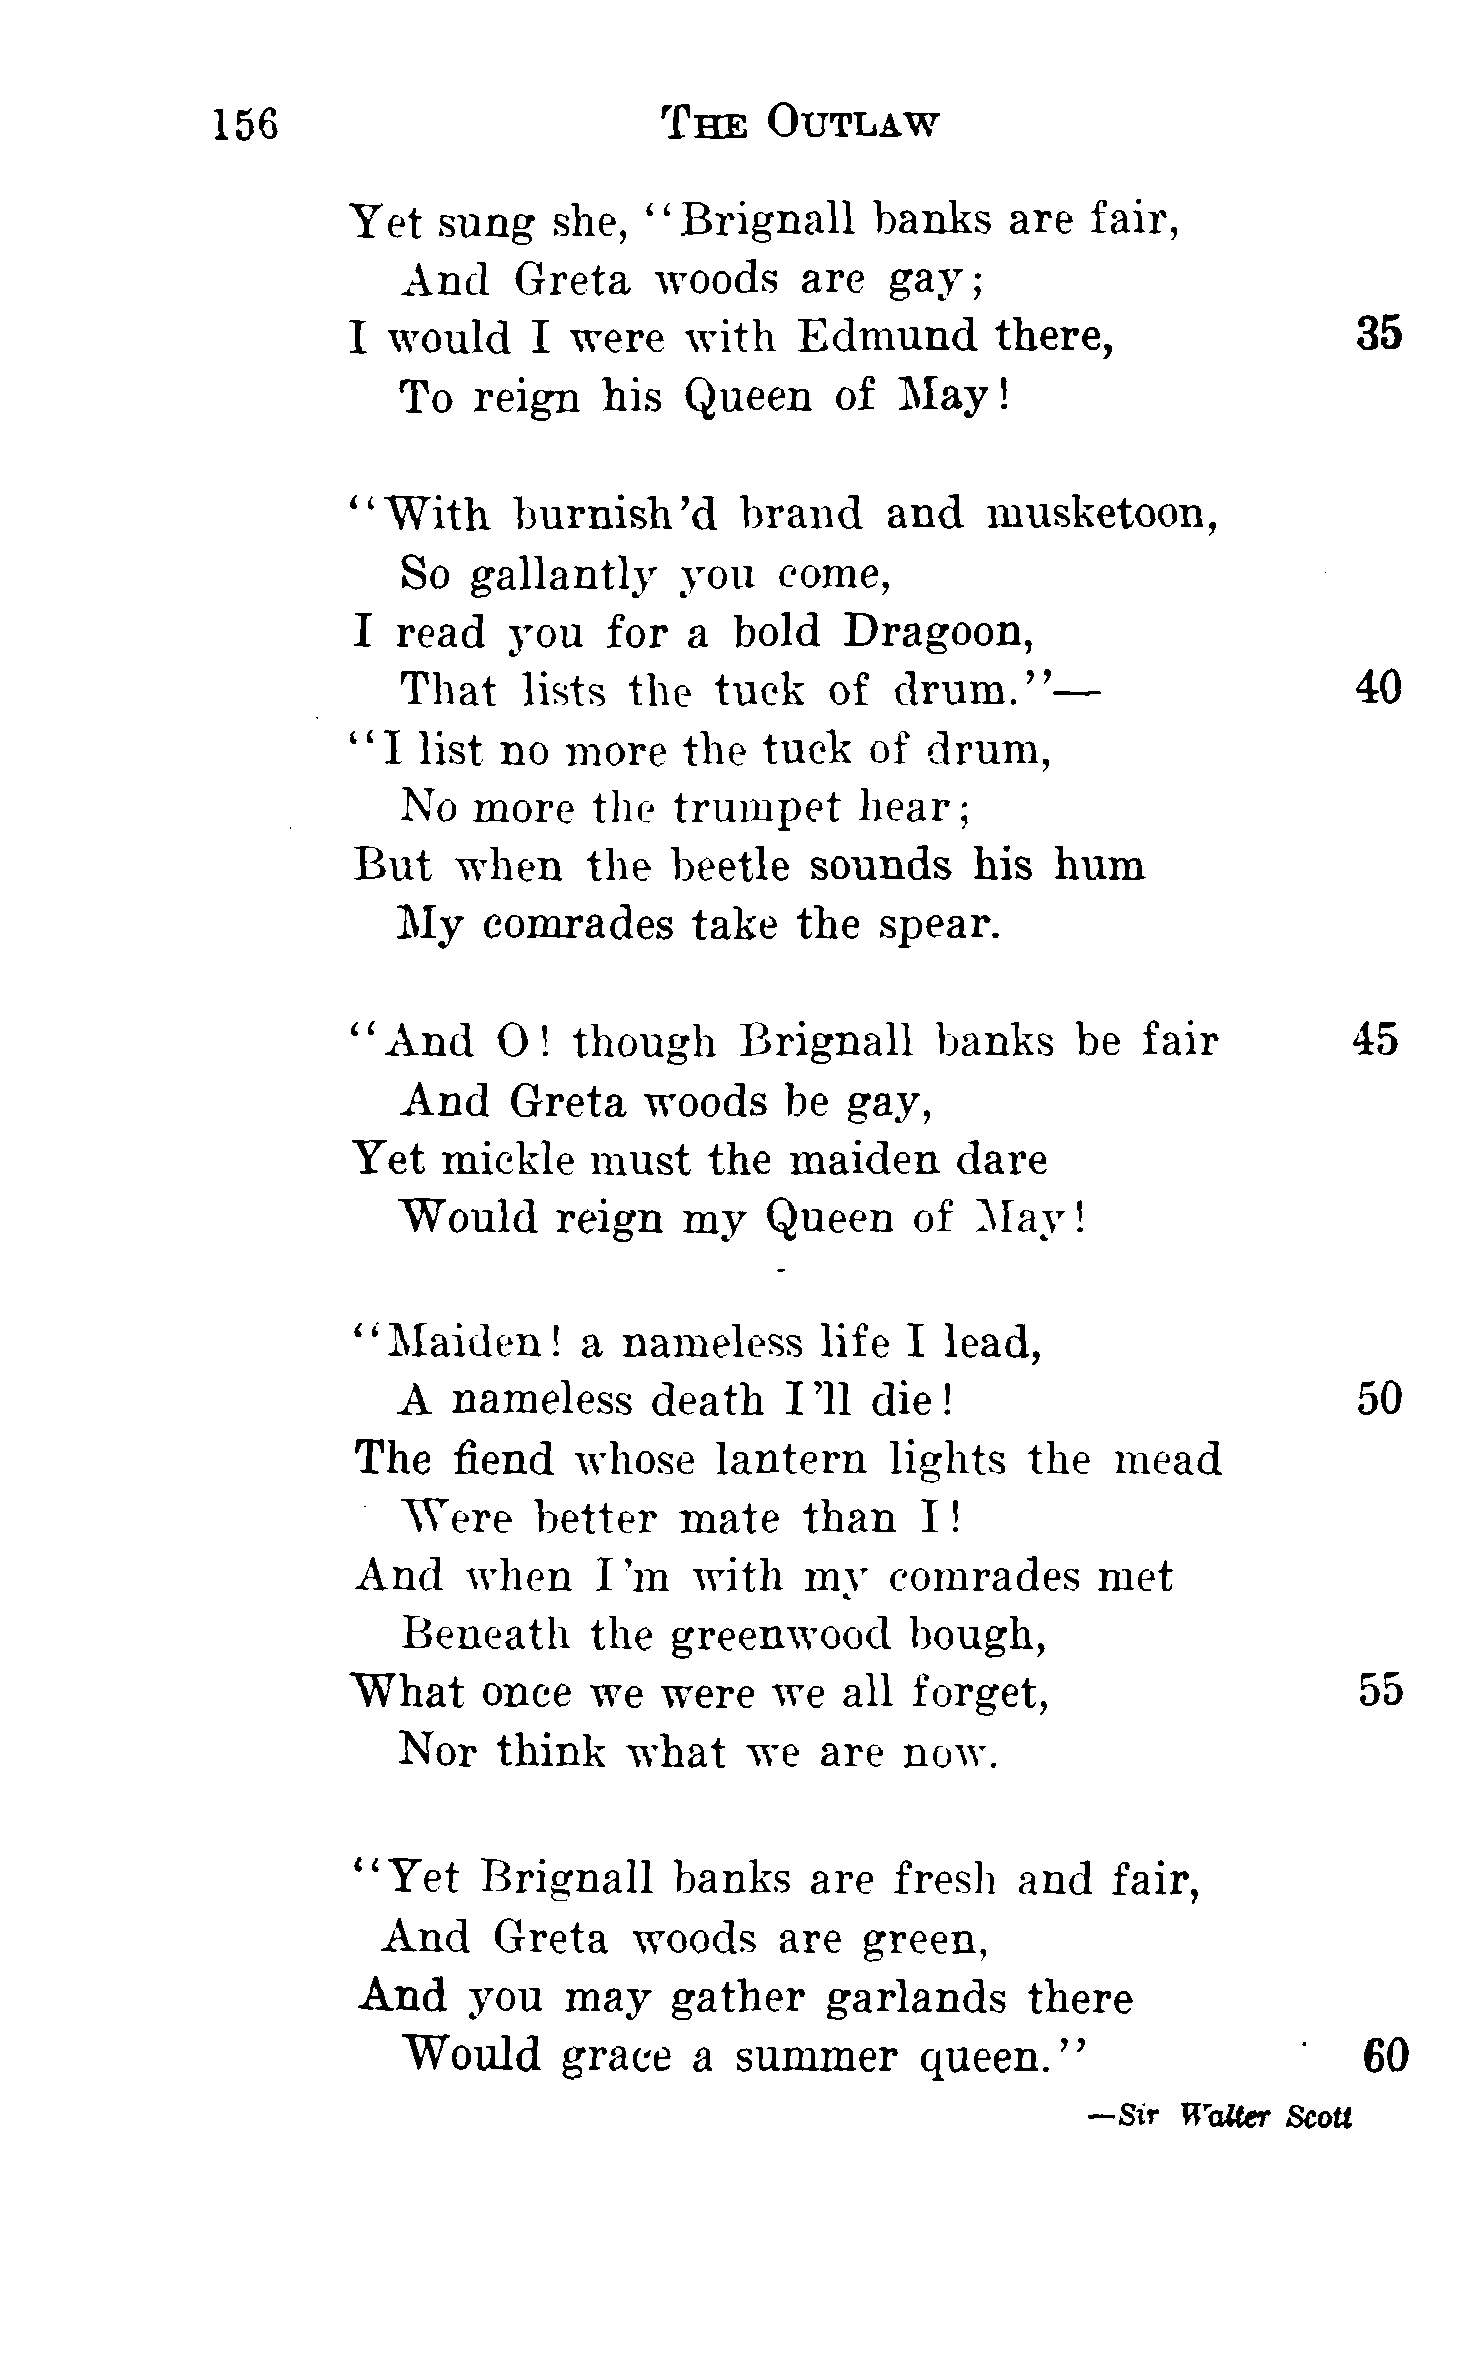 156 THE OUTLAW
Yet sung she, "Brignall banks are fair,
And Greta woods are gay;
I would I were with Edmund there, 35
To reign his Queen of May!
"With burnish'd brand and musketoon,
So gallantly you come,
I read you for a bold Dragoon,
That lists the tuck of drum."— 40
"I list no more the tuck of drum,
No more the trumpet hear;
But when the beetle sounds his hum
My comrades take the spear.
"And O! though Brignall banks be fair 45
And Greta woods be gay,
Yet mickle must the maiden dare
Would reign my Queen of May!
"Maiden! a nameless life I lead,
A nameless death I'll die! 50
The fiend whose lantern lights the mead
Were better mate than I!
And when I'm with my comrades met
Beneath the greenwood bough,
What once we were we all forget, 55
Nor think what we are now.
"Yet Brignall banks are fresh and fair,
And Greta woods are green,
And you may gather garlands there
Would grace a summer queen." 60
—Sir Walter Scott